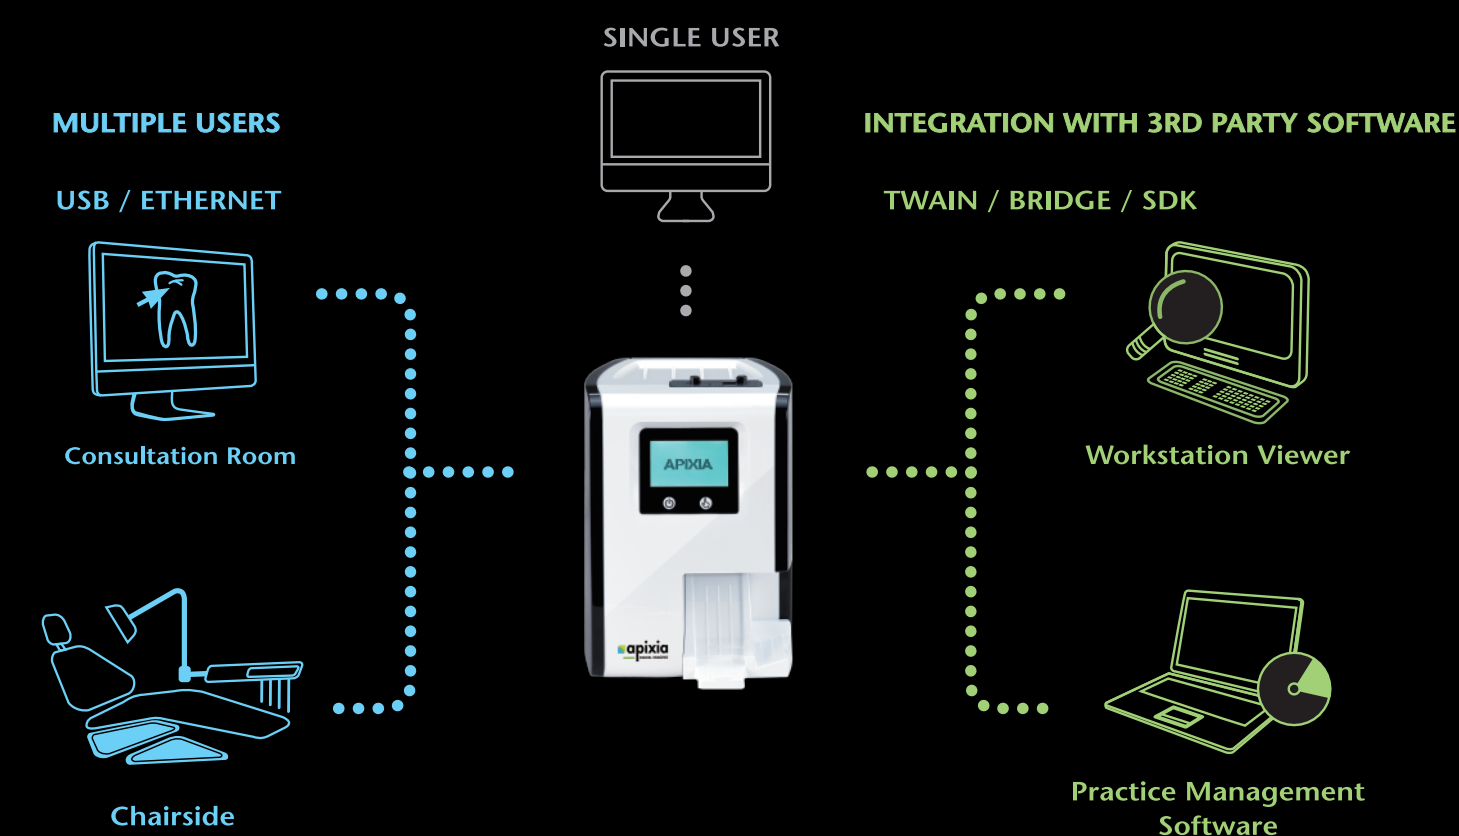 SINGLE USER
MULTIPLE USERS
USB / ETHERNET
Consultation Room
Chairside
APIXIA
apixia
INTEGRATION WITH 3RD PARTY SOFTWARE
TWAIN / BRIDGE / SDK
Workstation Viewer
Practice Management
Software